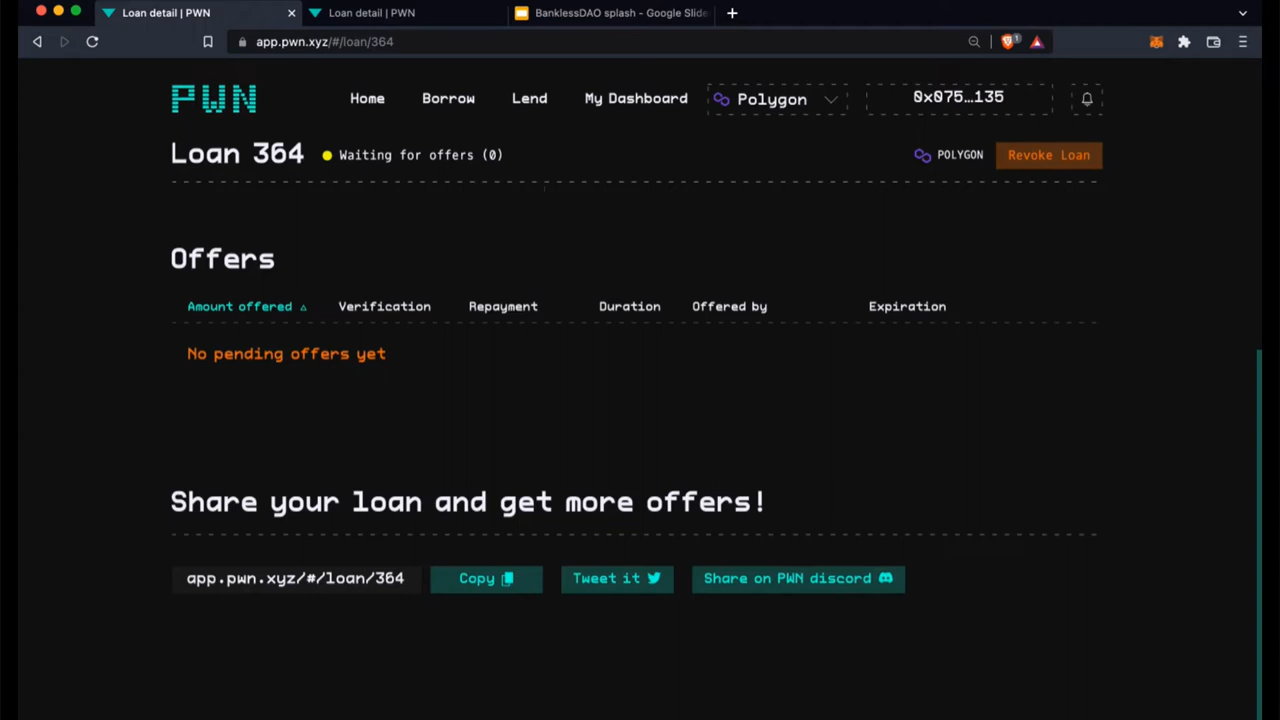 Loan detail | PWN
Loan detail | PWN
BanklessDAO splash - Google Slide
app.pwn.xyz/#/loan/364
1
PWN
Home
Borrow
Lend
My Dashboard
Polygon
0x075…135
Loan 364
Waiting for offers (0)
POLYGON
Revoke Loan
Offers
Amount offered
Verification
Repayment
Duration
Offered by
Expiration
No pending offers yet
Share your loan and get more offers!
app.pwn.xyz/#/loan/364
Copy
Tweet it
Share on PWN discord